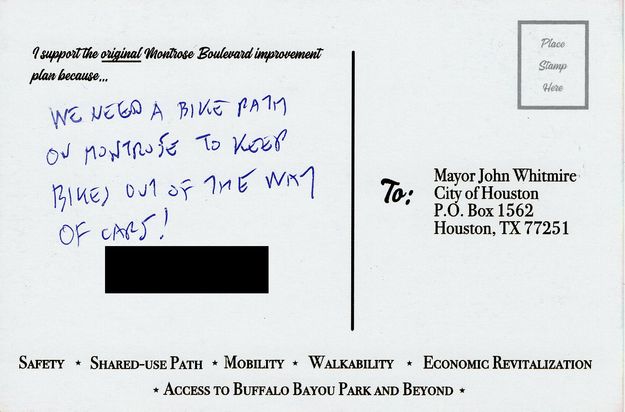 I support the original Montrose Boulevard improvement
plan because...
WE NEED A BIKE PATH
ON MONTROSE TO KEEP
BIKES OUT OF THE WAY
OF CARS!
Place
Stamp
Here
To:
Mayor John Whitmire
City of Houston
P.O. Box 1562
Houston, TX 77251
SAFETY ⋆ SHARED-USE PATH ⋆ MOBILITY ⋆ WALKABILITY ⋆ ECONOMIC REVITALIZATION
⋆ ACCESS TO BUFFALO BAYOU PARK AND BEYOND ⋆